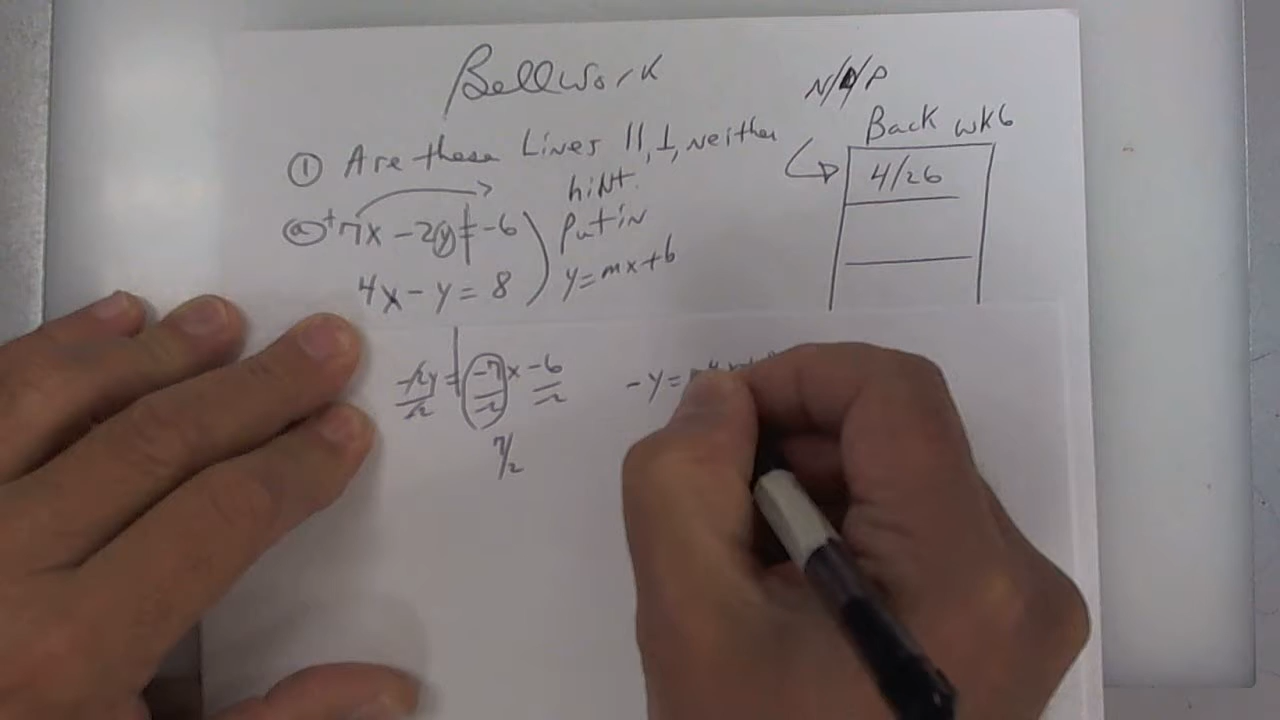 Bellwork
N/A/P
Back wk6
① Are these Lines ||, ⊥, neither
4/26
hint.
ⓐ +7x - 2y = -6
put in
4x - y = 8
y = mx + b
-2y/-2 = -7/-2 x -6/-2
-y =
7/2